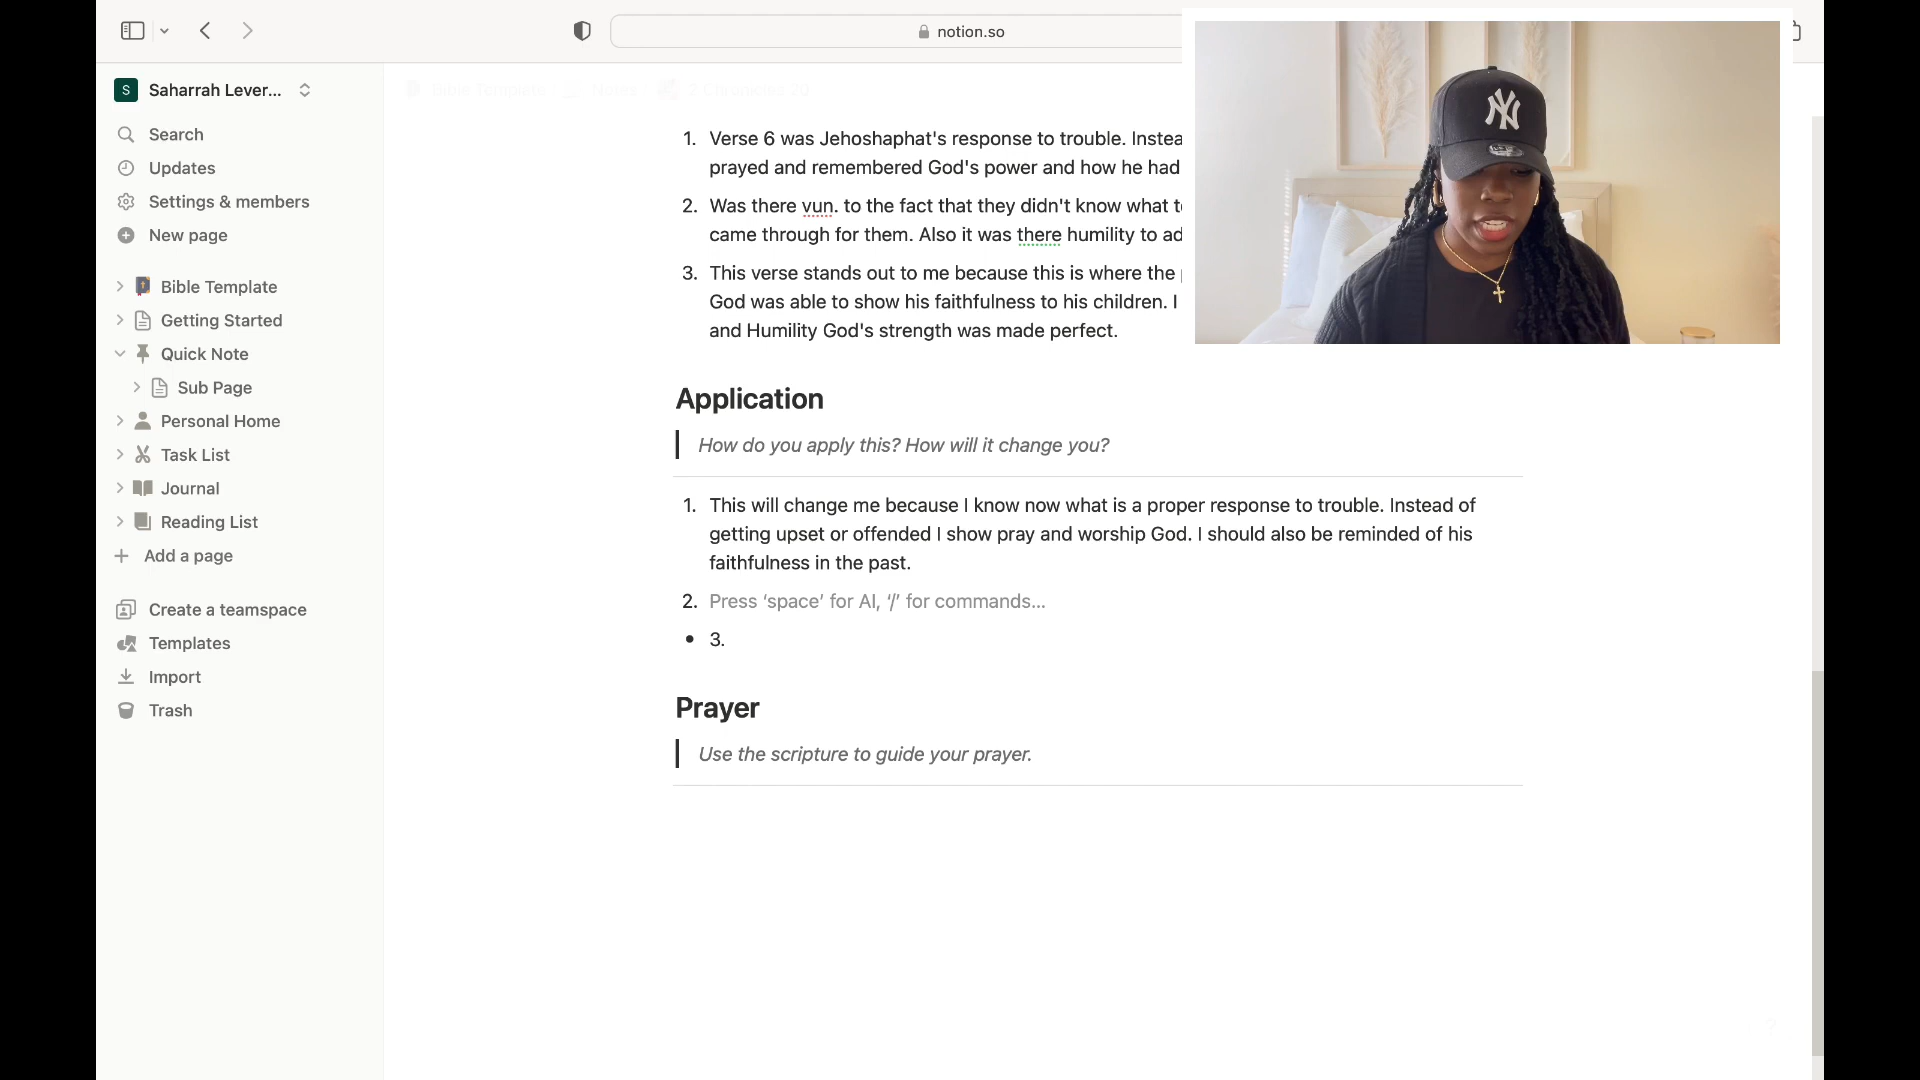 notion.so
S Saharrah Lever...
Search
Updates
Settings & members
New page
Bible Template
Getting Started
Quick Note
Sub Page
Personal Home
Task List
Journal
Reading List
Add a page
Create a teamspace
Templates
Import
Trash
Bible Template Notes 2 Chronicles 20
1. Verse 6 was Jehoshaphat's response to trouble. Instea
prayed and remembered God's power and how he had
2. Was there vun. to the fact that they didn't know what t
came through for them. Also it was there humility to ad
3. This verse stands out to me because this is where the
God was able to show his faithfulness to his children. I
and Humility God's strength was made perfect.
Application
How do you apply this? How will it change you?
1. This will change me because I know now what is a proper response to trouble. Instead of
getting upset or offended I show pray and worship God. I should also be reminded of his
faithfulness in the past.
2. Press ‘space’ for AI, ‘/’ for commands...
• 3.
Prayer
Use the scripture to guide your prayer.
NY